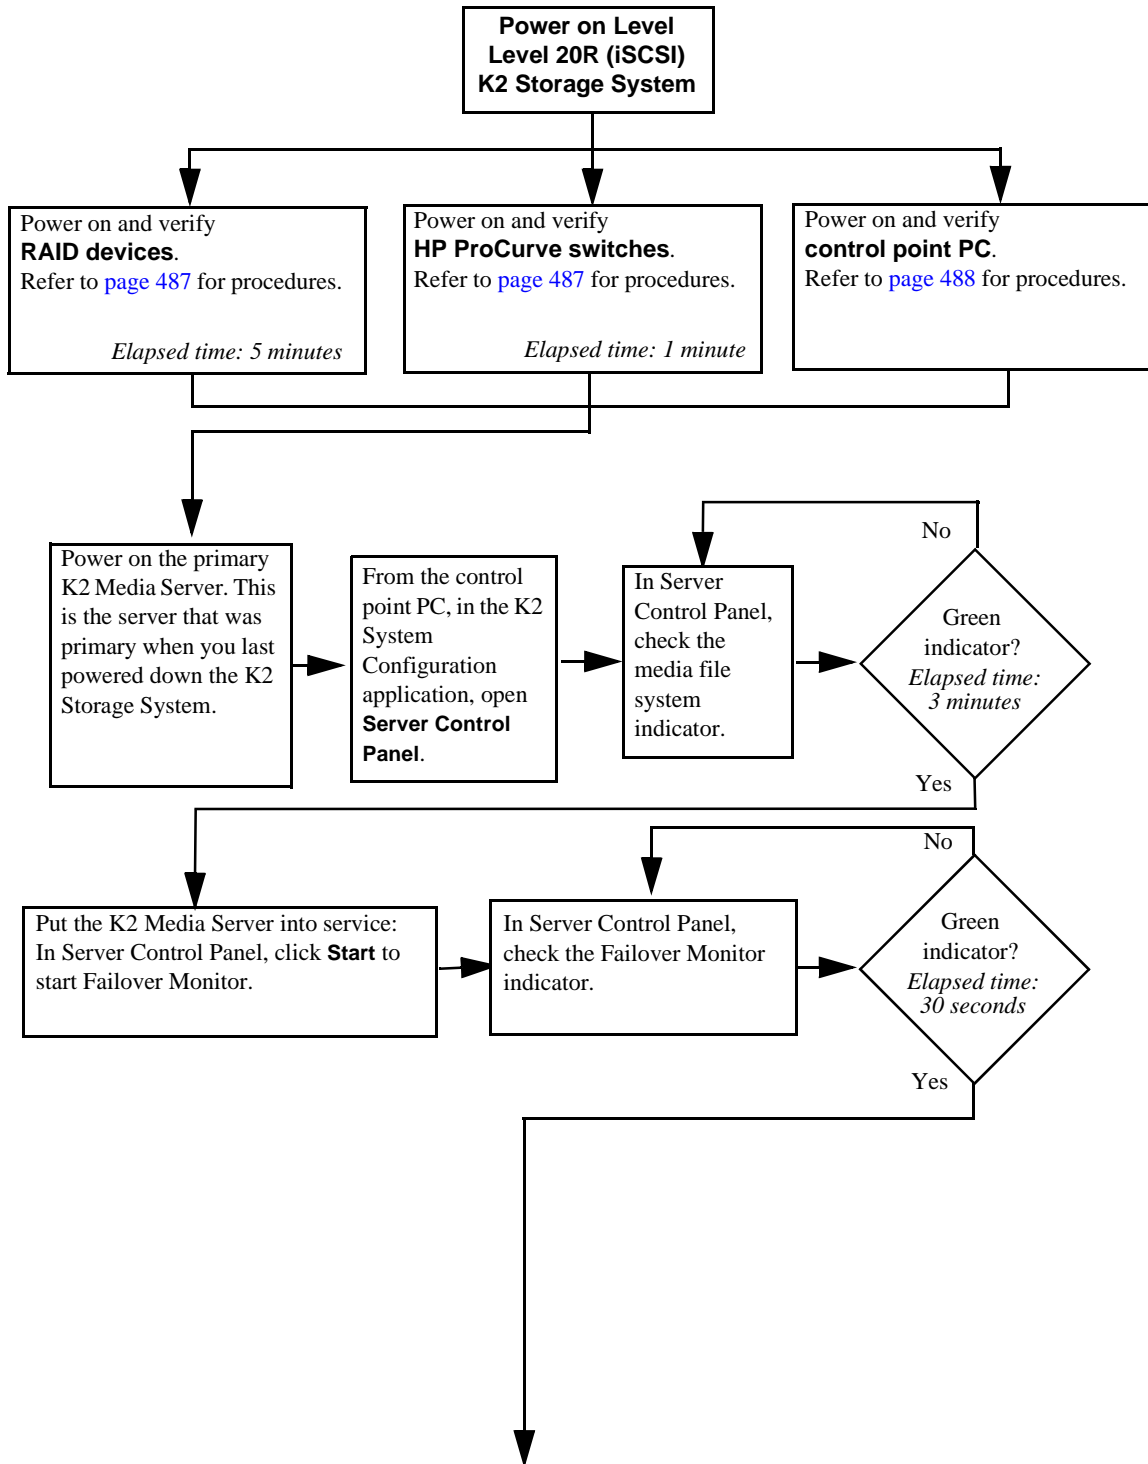 Power on Level
Level 20R (iSCSI)
K2 Storage System
Power on and verify
RAID devices.
Refer to page 487 for procedures.
Elapsed time: 5 minutes
Power on and verify
HP ProCurve switches.
Refer to page 487 for procedures.
Elapsed time: 1 minute
Power on and verify
control point PC.
Refer to page 488 for procedures.
Power on the primary
K2 Media Server. This
is the server that was
primary when you last
powered down the K2
Storage System.
From the control
point PC, in the K2
System
Configuration
application, open
Server Control
Panel.
In Server
Control Panel,
check the
media file
system
indicator.
No
Green
indicator?
Elapsed time:
3 minutes
Yes
Put the K2 Media Server into service:
In Server Control Panel, click Start to
start Failover Monitor.
In Server Control Panel,
check the Failover Monitor
indicator.
No
Green
indicator?
Elapsed time:
30 seconds
Yes